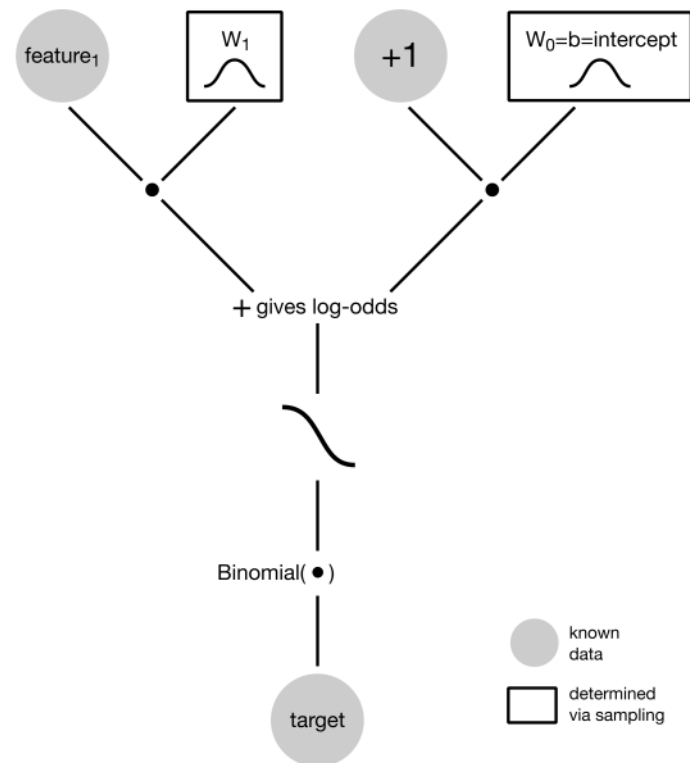 feature₁
W₁
+1
W₀=b=intercept
+ gives log-odds
Binomial( • )
target
known
data
determined
via sampling